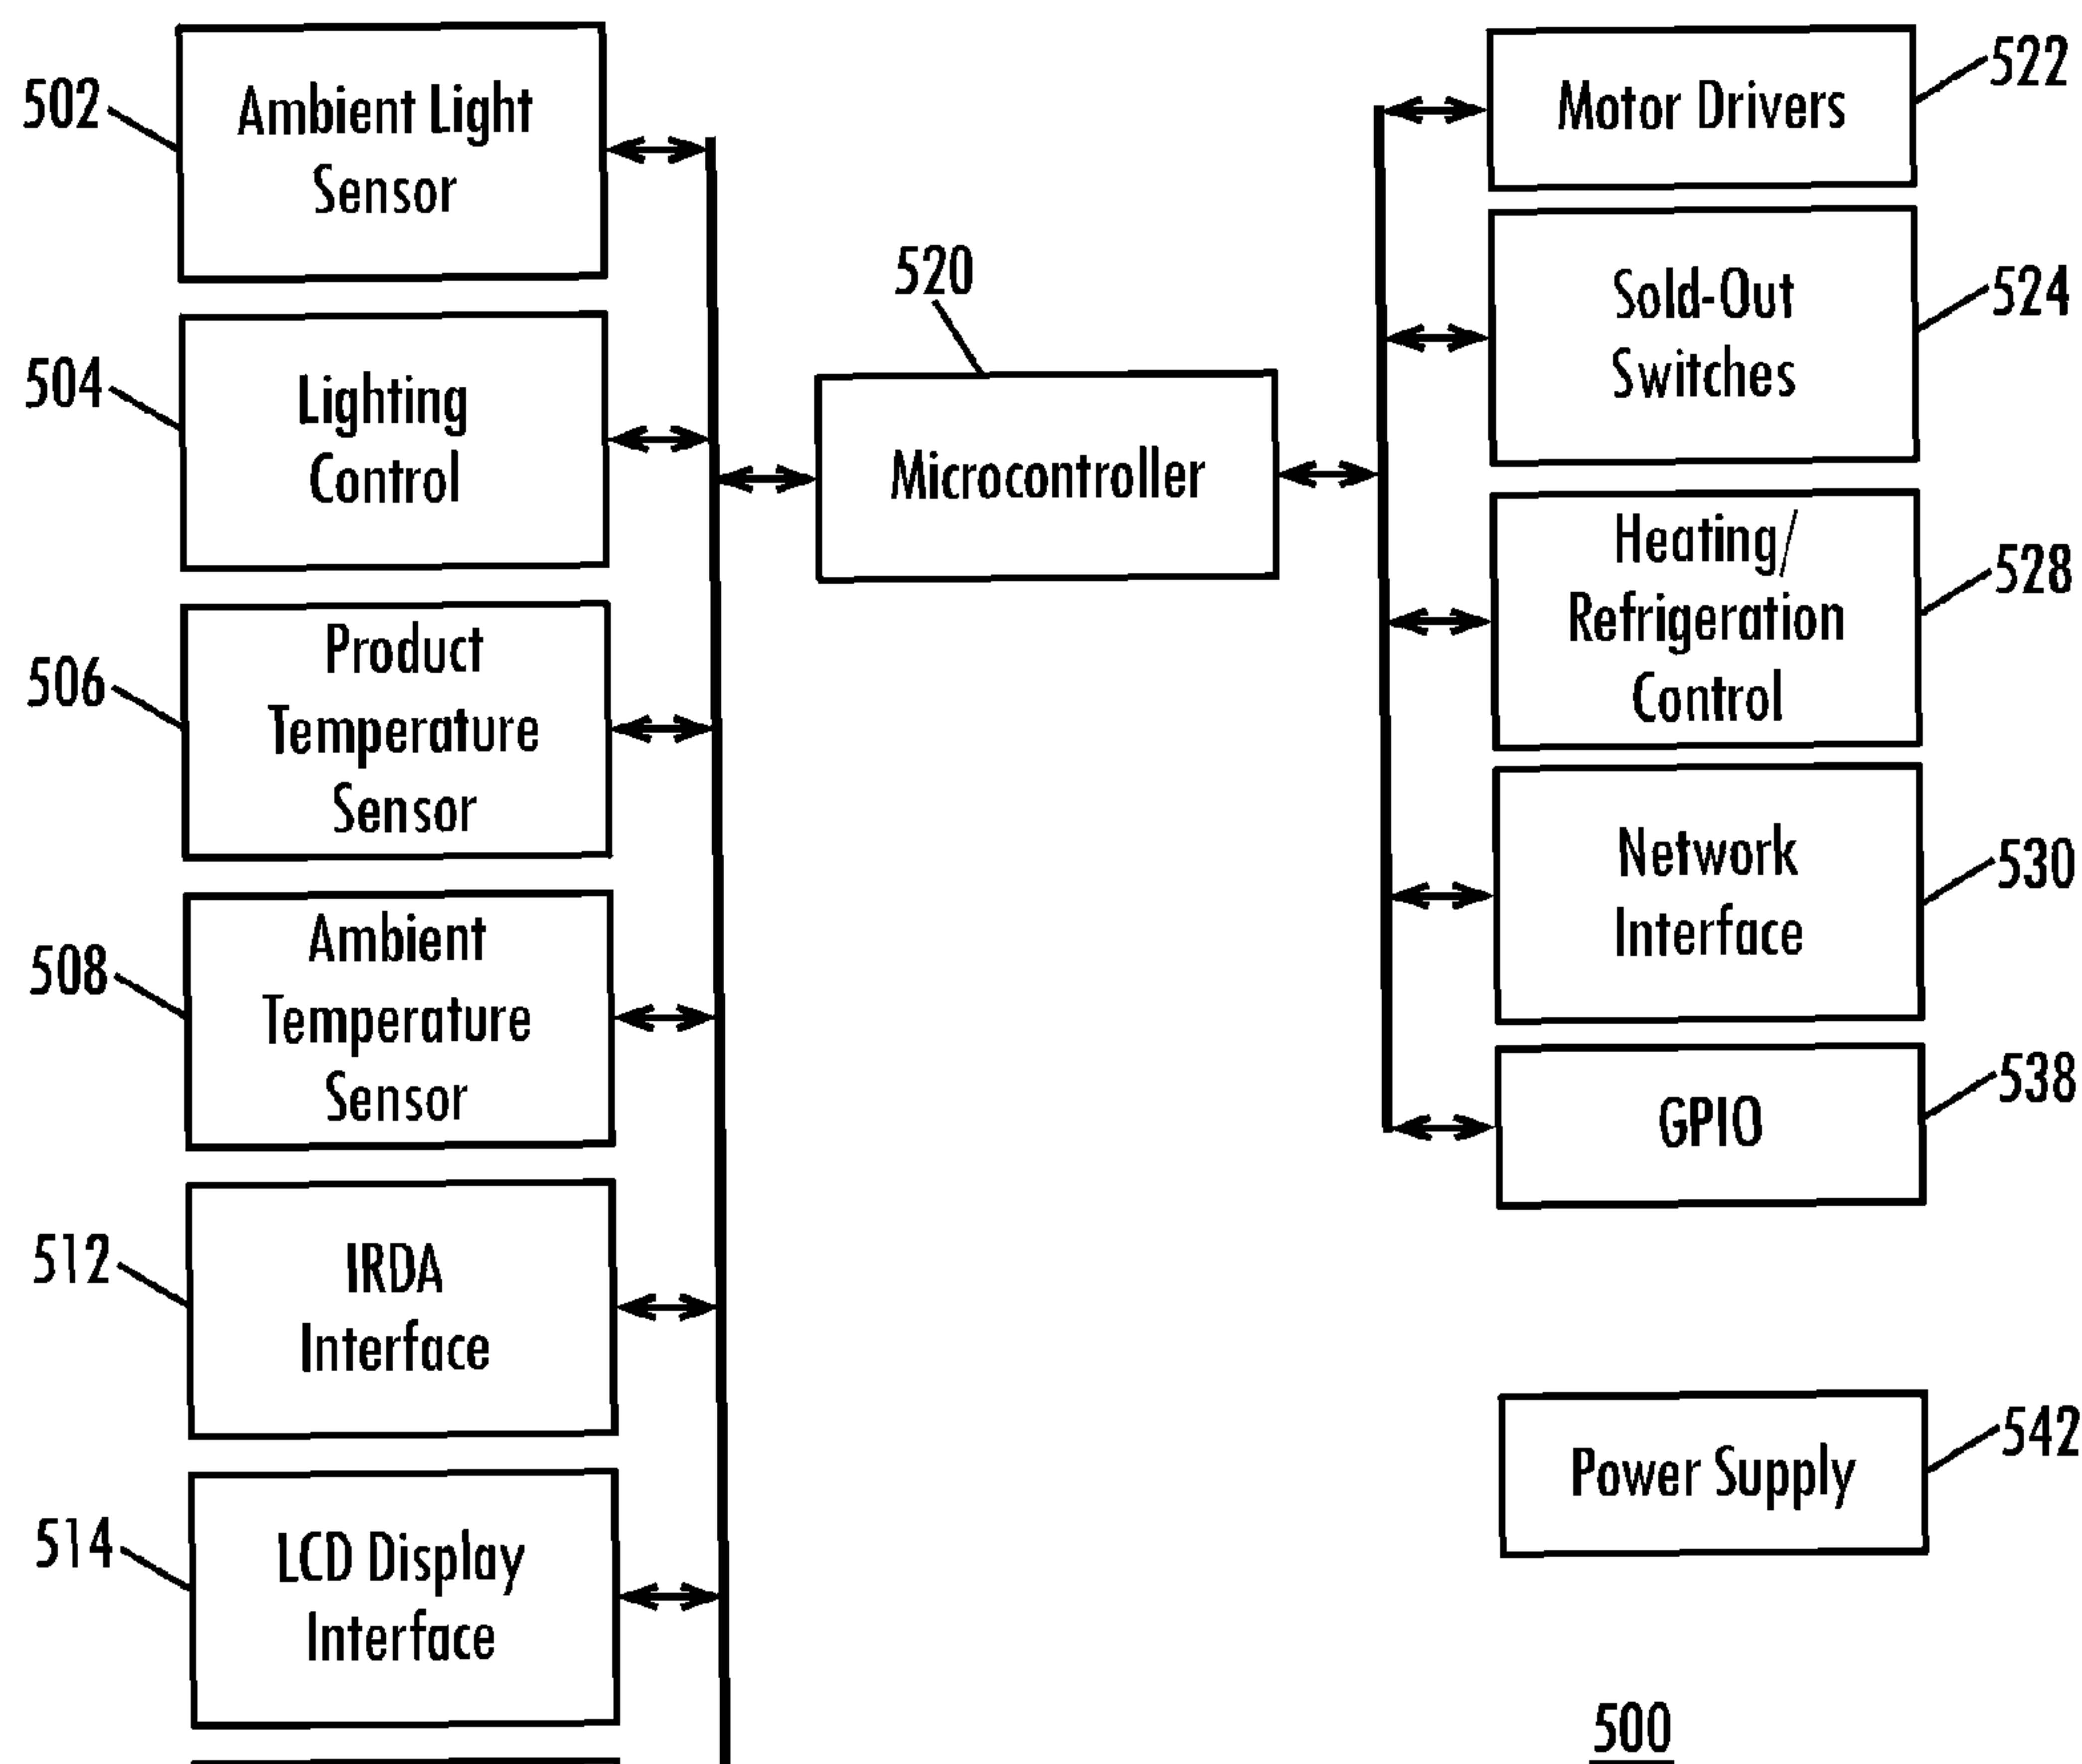 502
Ambient Light
Sensor
504
Lighting
Control
506
Product
Temperature
Sensor
508
Ambient
Temperature
Sensor
512
IRDA
Interface
514
LCD Display
Interface
520
Microcontroller
Motor Drivers
522
Sold-Out
Switches
524
Heating/
Refrigeration
Control
528
Network
Interface
530
GPIO
538
Power Supply
542
500